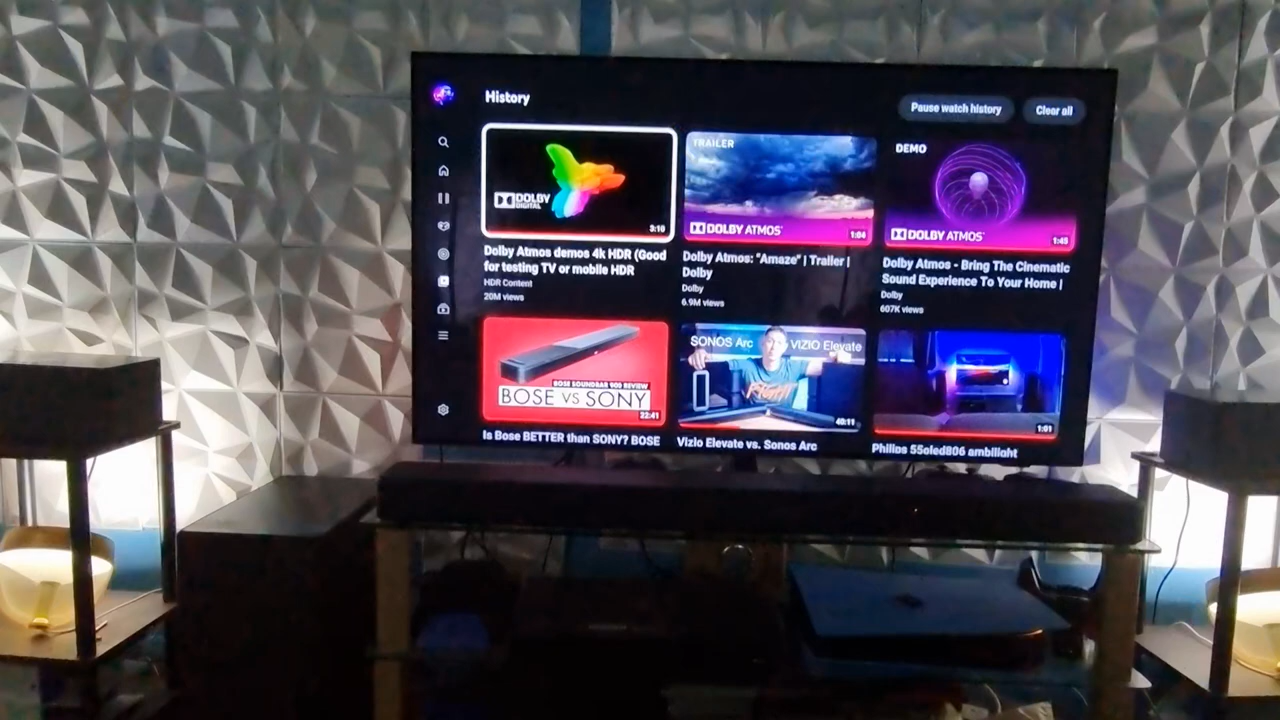 History
Pause watch history
Clear all
DOLBY
DIGITAL
3:10
TRAILER
DOLBY ATMOS
1:04
DEMO
DOLBY ATMOS
1:45
Dolby Atmos demos 4k HDR (Good
for testing TV or mobile HDR
HDR Content
20M views
Dolby Atmos: "Amaze" | Trailer |
Dolby
Dolby
6.9M views
Dolby Atmos - Bring The Cinematic
Sound Experience To Your Home |
Dolby
607K views
BOSE SOUNDBAR 900 REVIEW
BOSE VS SONY
22:41
SONOS Arc
VIZIO Elevate
FIGHT
40:11
1:01
Is Bose BETTER than SONY? BOSE
Vizio Elevate vs. Sonos Arc
Philips 55oled806 ambilight